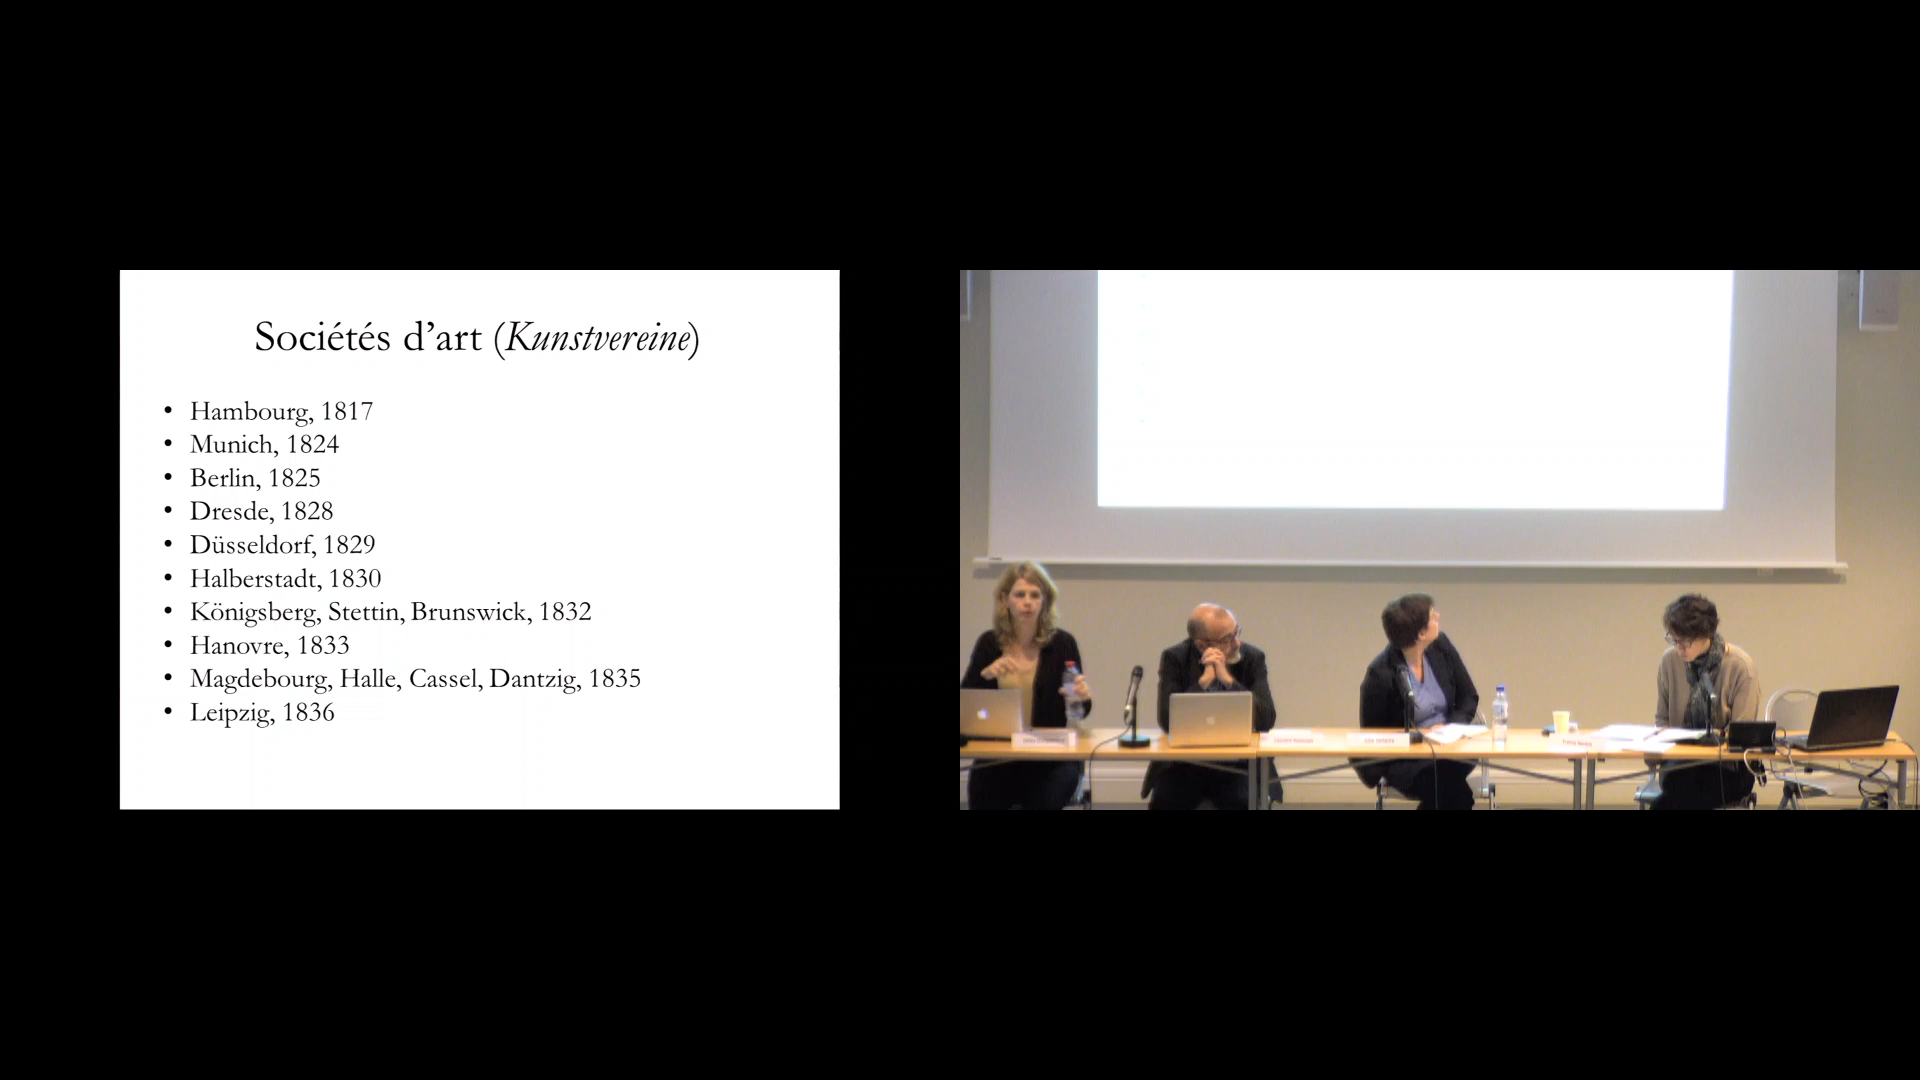 Sociétés d’art (Kunstvereine)
• Hambourg, 1817
• Munich, 1824
• Berlin, 1825
• Dresde, 1828
• Düsseldorf, 1829
• Halberstadt, 1830
• Königsberg, Stettin, Brunswick, 1832
• Hanovre, 1833
• Magdebourg, Halle, Cassel, Dantzig, 1835
• Leipzig, 1836